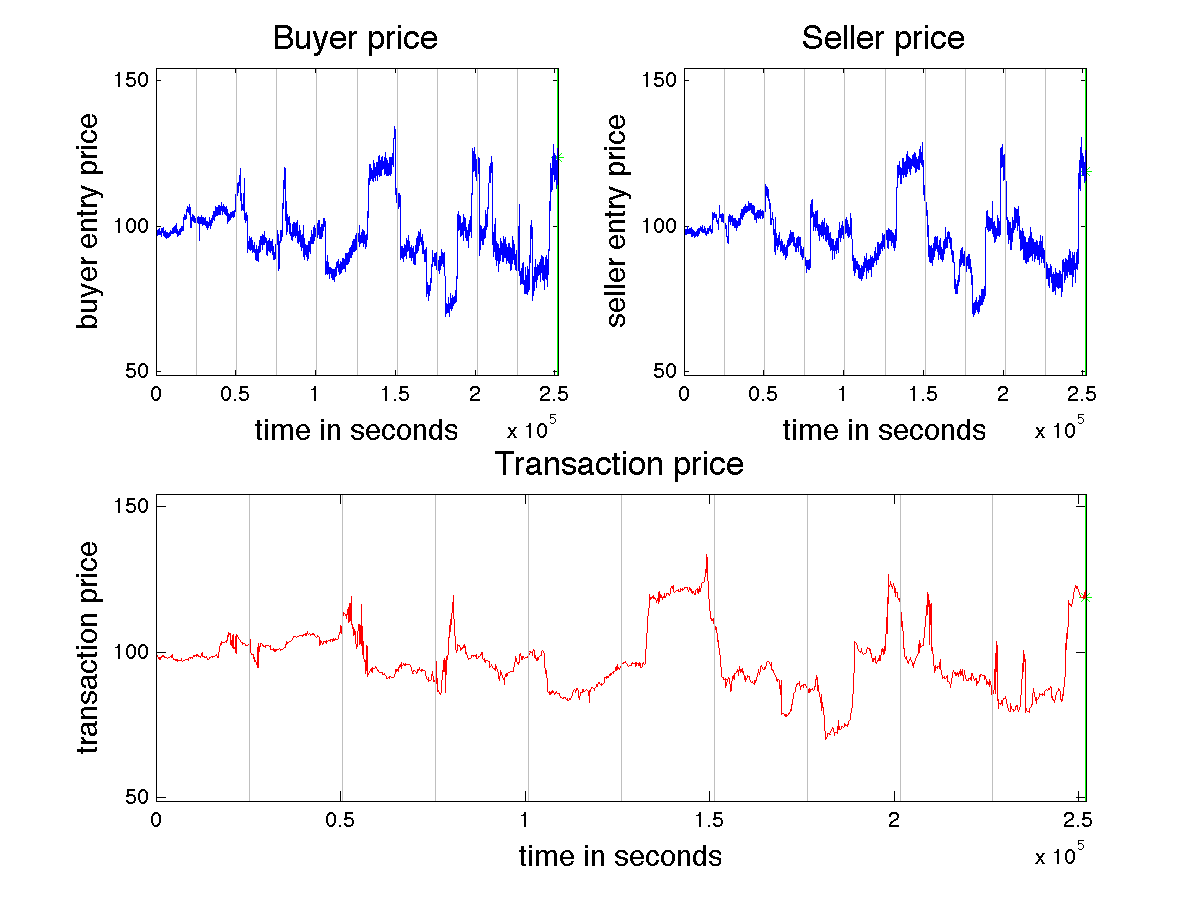 Buyer price
buyer entry price
150
100
50
0 0.5 1 1.5 2 2.5
x 10^5
time in seconds
Seller price
seller entry price
150
100
50
0 0.5 1 1.5 2 2.5
x 10^5
time in seconds
Transaction price
transaction price
150
100
50
0 0.5 1 1.5 2 2.5
x 10^5
time in seconds